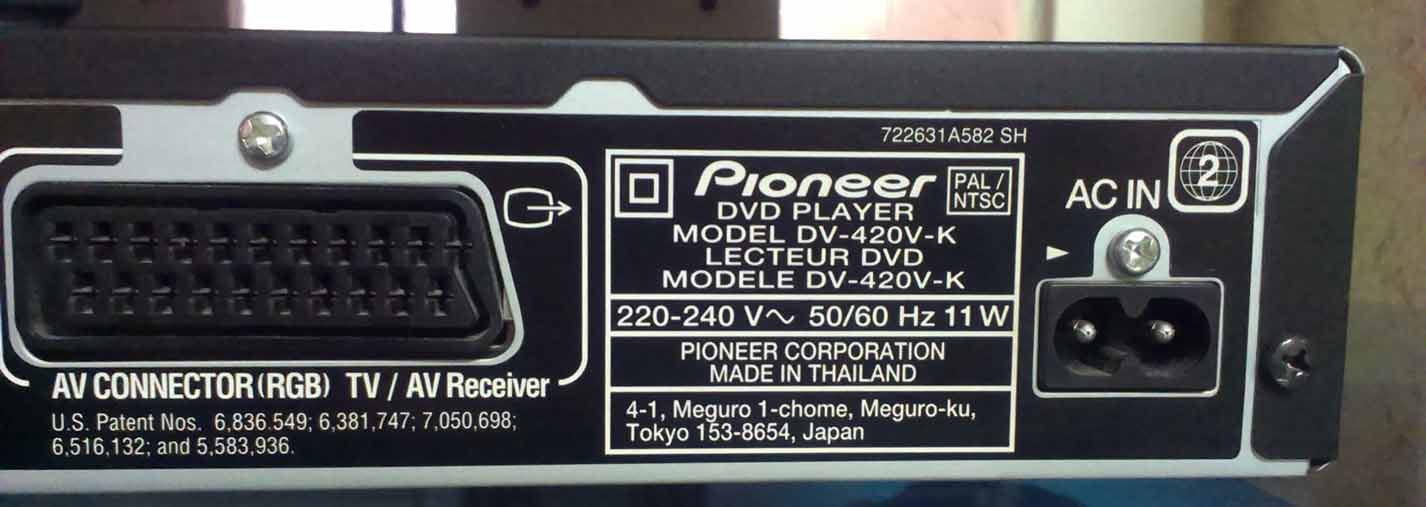 722631A582 SH
Pioneer
PAL /
NTSC
DVD PLAYER
MODEL DV-420V-K
LECTEUR DVD
MODELE DV-420V-K
220-240 V~ 50/60 Hz 11 W
PIONEER CORPORATION
MADE IN THAILAND
4-1, Meguro 1-chome, Meguro-ku,
Tokyo 153-8654, Japan
AC IN
2
AV CONNECTOR (RGB) TV / AV Receiver
U.S. Patent Nos. 6,836.549; 6,381,747; 7,050,698;
6,516,132; and 5,583,936.